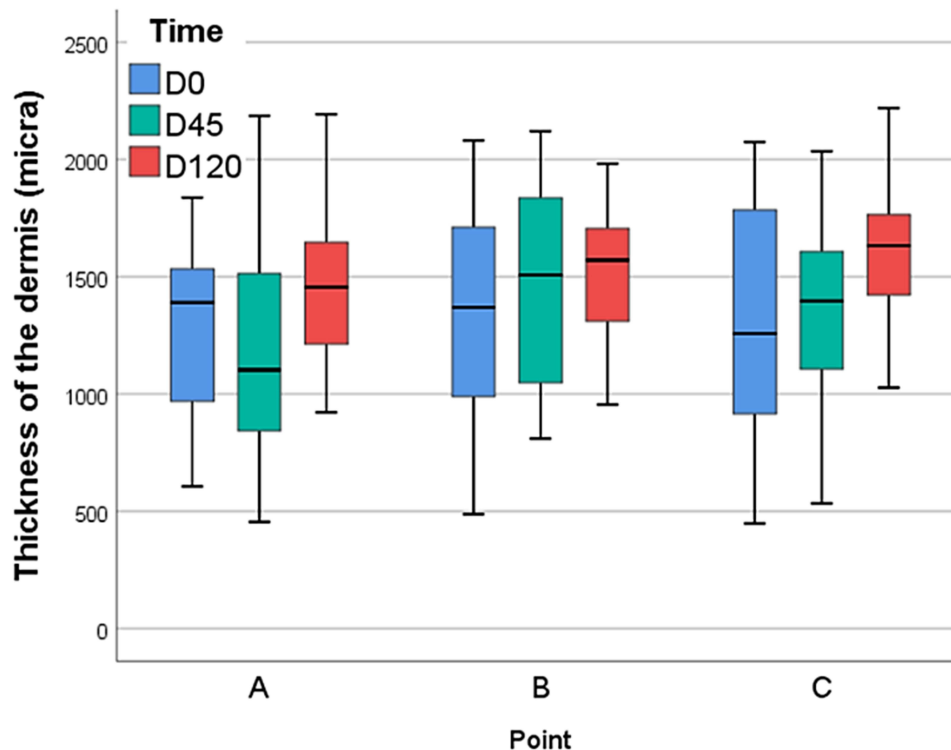 Time
D0
D45
D120
Thickness of the dermis (micra)
2500
2000
1500
1000
500
0
A B C
Point